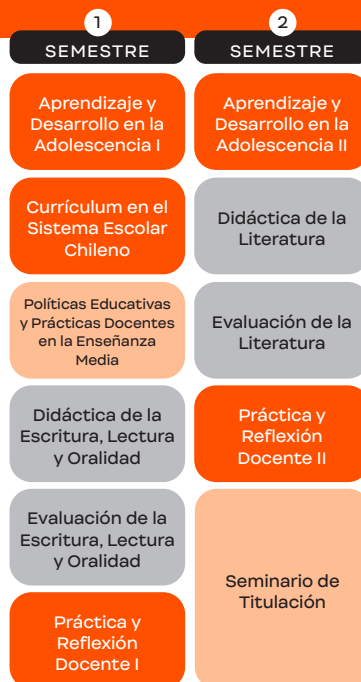 1
SEMESTRE
Aprendizaje y
Desarrollo en la
Adolescencia I
Currículum en el
Sistema Escolar
Chileno
Políticas Educativas
y Prácticas Docentes
en la Enseñanza
Media
Didáctica de la
Escritura, Lectura
y Oralidad
Evaluación de la
Escritura, Lectura
y Oralidad
Práctica y
Reflexión
Docente I
2
SEMESTRE
Aprendizaje y
Desarrollo en la
Adolescencia II
Didáctica de la
Literatura
Evaluación de la
Literatura
Práctica y
Reflexión
Docente II
Seminario de
Titulación